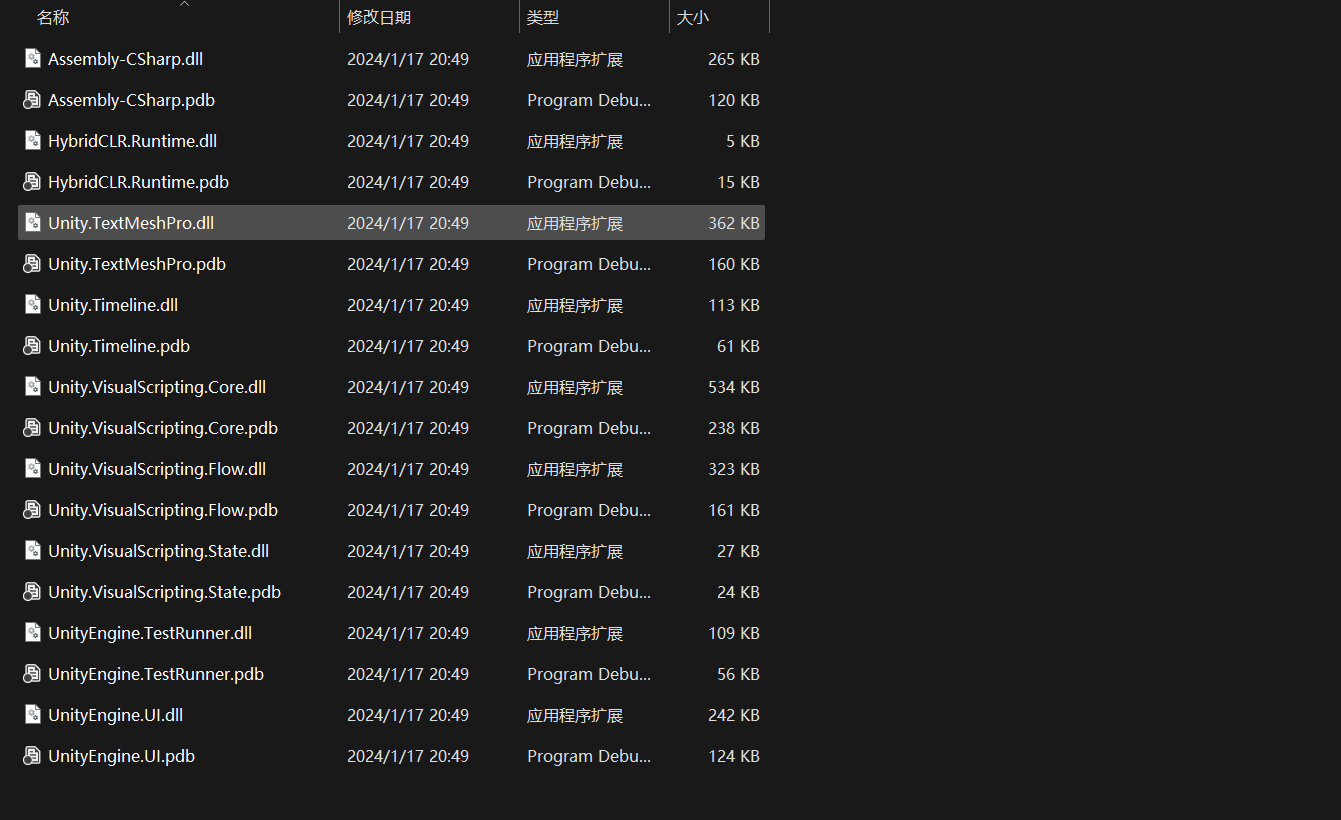 名称 修改日期 类型 大小
Assembly-CSharp.dll 2024/1/17 20:49 应用程序扩展 265 KB
Assembly-CSharp.pdb 2024/1/17 20:49 Program Debu... 120 KB
HybridCLR.Runtime.dll 2024/1/17 20:49 应用程序扩展 5 KB
HybridCLR.Runtime.pdb 2024/1/17 20:49 Program Debu... 15 KB
Unity.TextMeshPro.dll 2024/1/17 20:49 应用程序扩展 362 KB
Unity.TextMeshPro.pdb 2024/1/17 20:49 Program Debu... 160 KB
Unity.Timeline.dll 2024/1/17 20:49 应用程序扩展 113 KB
Unity.Timeline.pdb 2024/1/17 20:49 Program Debu... 61 KB
Unity.VisualScripting.Core.dll 2024/1/17 20:49 应用程序扩展 534 KB
Unity.VisualScripting.Core.pdb 2024/1/17 20:49 Program Debu... 238 KB
Unity.VisualScripting.Flow.dll 2024/1/17 20:49 应用程序扩展 323 KB
Unity.VisualScripting.Flow.pdb 2024/1/17 20:49 Program Debu... 161 KB
Unity.VisualScripting.State.dll 2024/1/17 20:49 应用程序扩展 27 KB
Unity.VisualScripting.State.pdb 2024/1/17 20:49 Program Debu... 24 KB
UnityEngine.TestRunner.dll 2024/1/17 20:49 应用程序扩展 109 KB
UnityEngine.TestRunner.pdb 2024/1/17 20:49 Program Debu... 56 KB
UnityEngine.UI.dll 2024/1/17 20:49 应用程序扩展 242 KB
UnityEngine.UI.pdb 2024/1/17 20:49 Program Debu... 124 KB